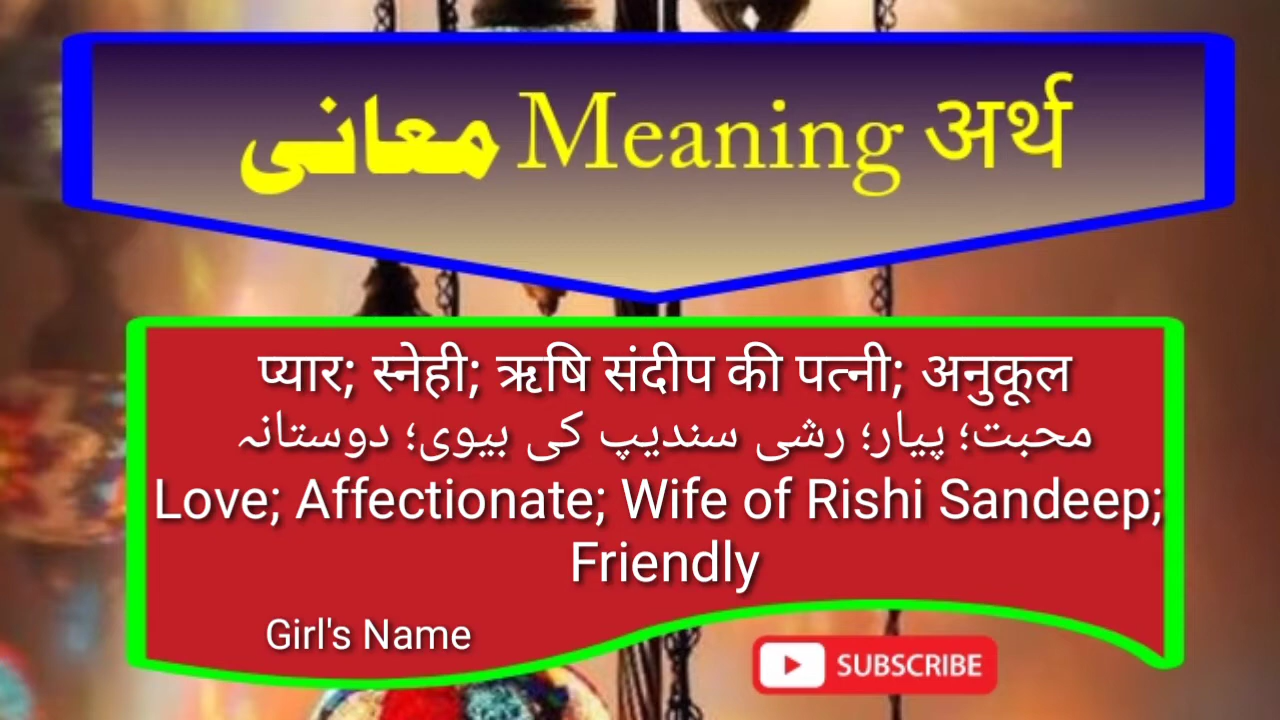 معانی Meaning अर्थ
प्यार; स्नेही; ऋषि संदीप की पत्नी; अनुकूल
محبت؛ پیار؛ رشی سندیپ کی بیوی؛ دوستانہ
Love; Affectionate; Wife of Rishi Sandeep;
Friendly
Girl's Name
SUBSCRIBE